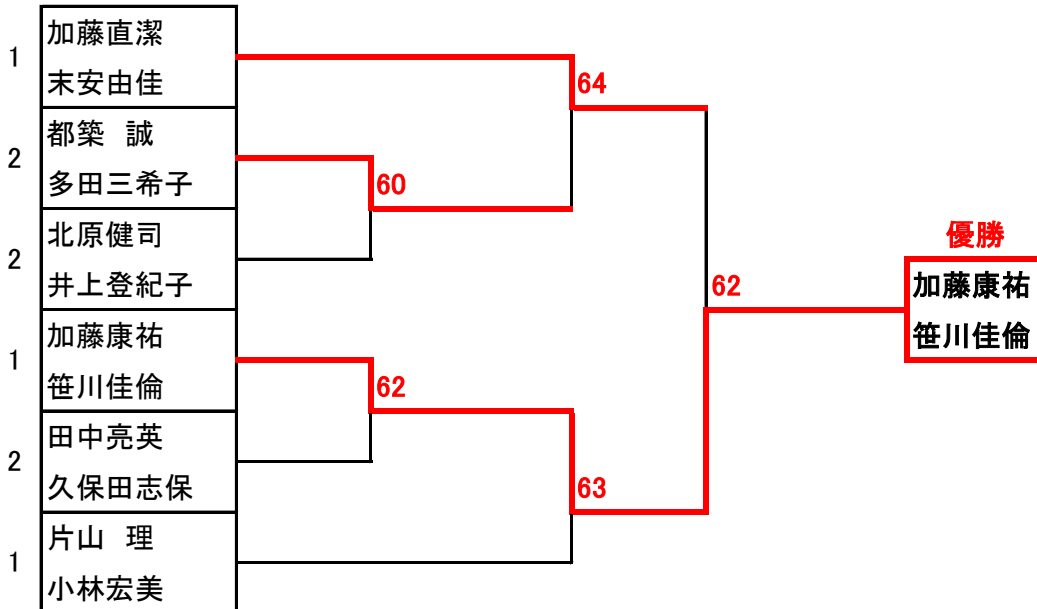 加藤直潔
1
末安由佳
64
都築 誠
2
多田三希子
60
北原健司
2
井上登紀子
優勝
加藤康祐
笹川佳倫
62
加藤康祐
1
笹川佳倫
62
田中亮英
2
久保田志保
63
片山 理
1
小林宏美